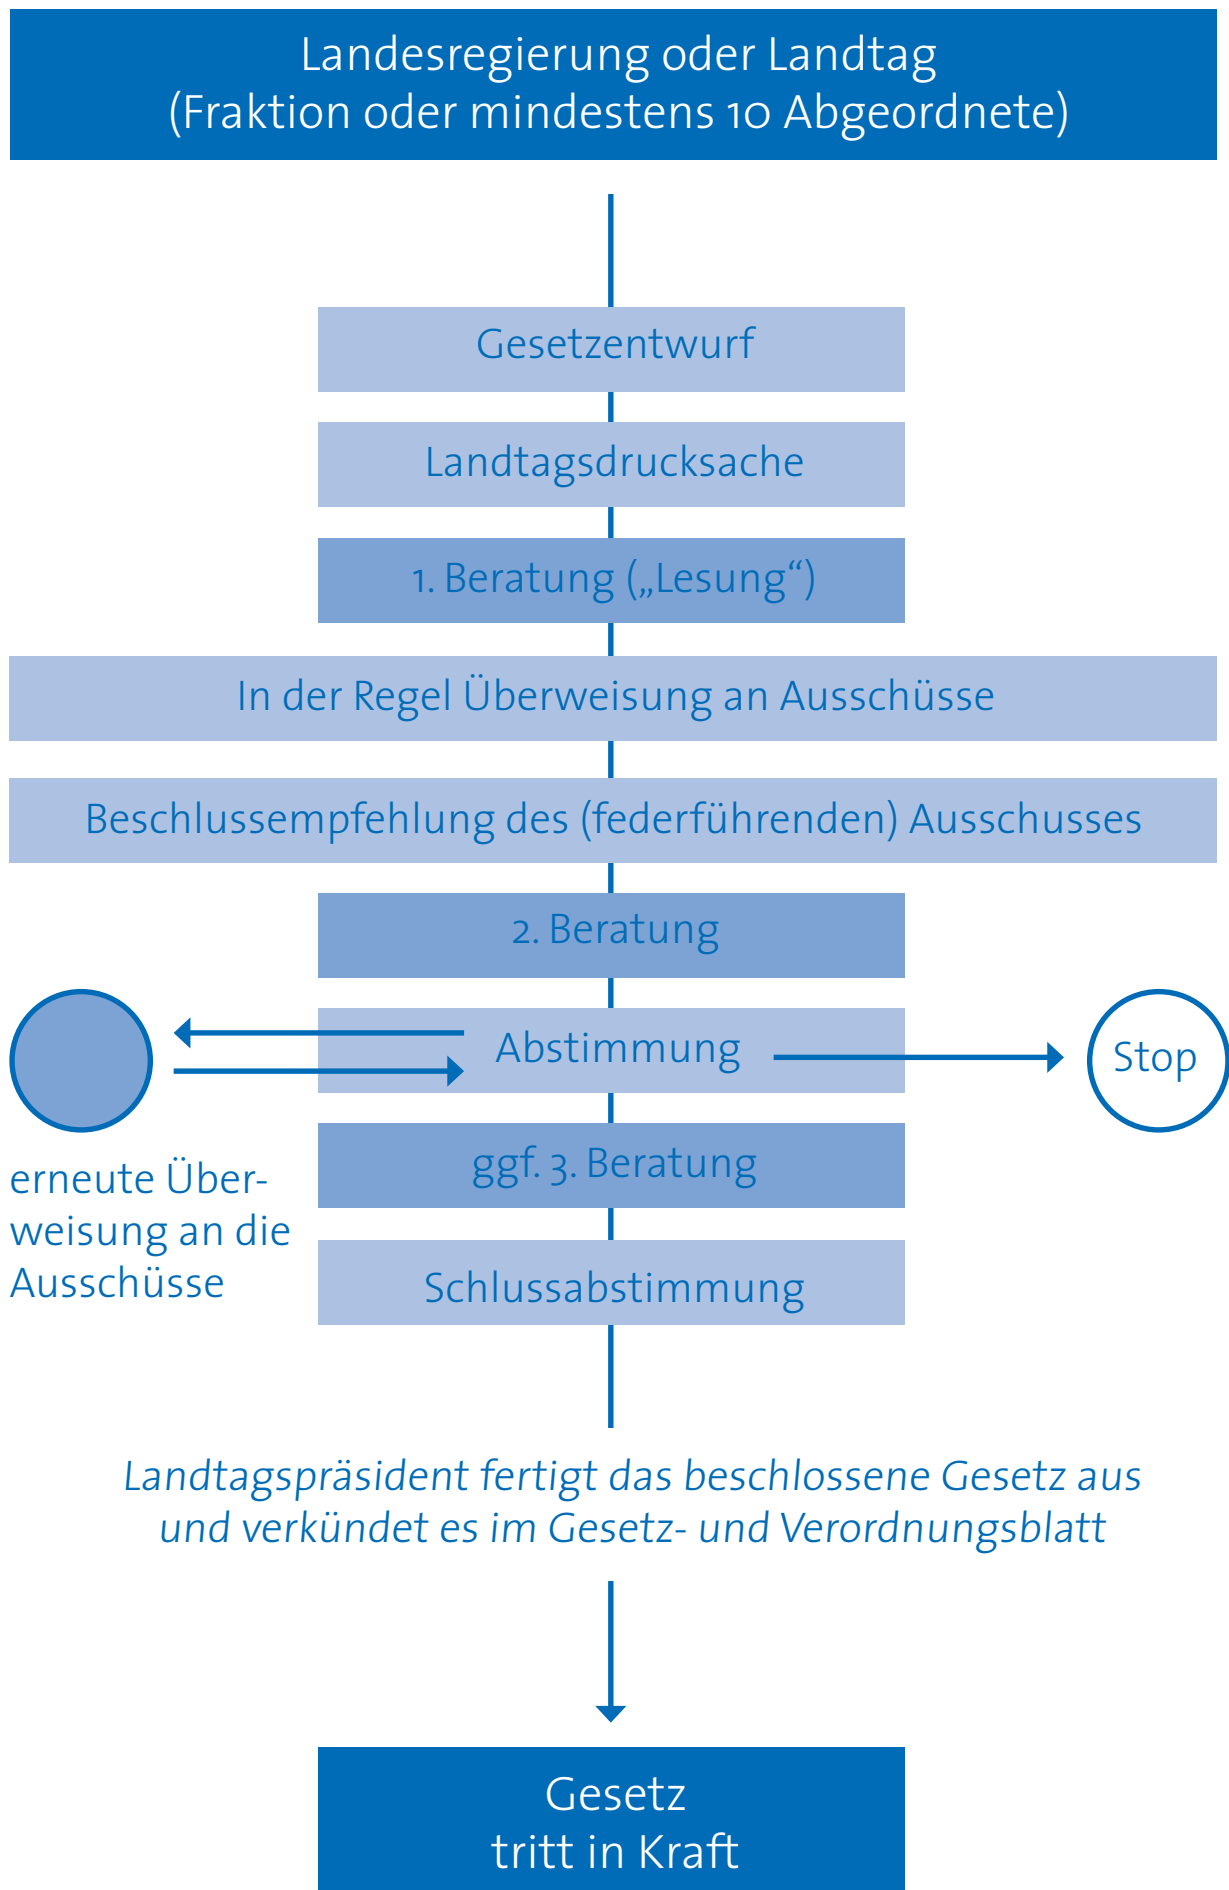 Landesregierung oder Landtag
(Fraktion oder mindestens 10 Abgeordnete)
Gesetzentwurf
Landtagsdrucksache
1. Beratung („Lesung“)
In der Regel Überweisung an Ausschüsse
Beschlussempfehlung des (federführenden) Ausschusses
2. Beratung
Abstimmung
Stop
ggf. 3. Beratung
erneute Über-
weisung an die
Ausschüsse
Schlussabstimmung
Landtagspräsident fertigt das beschlossene Gesetz aus
und verkündet es im Gesetz- und Verordnungsblatt
Gesetz
tritt in Kraft